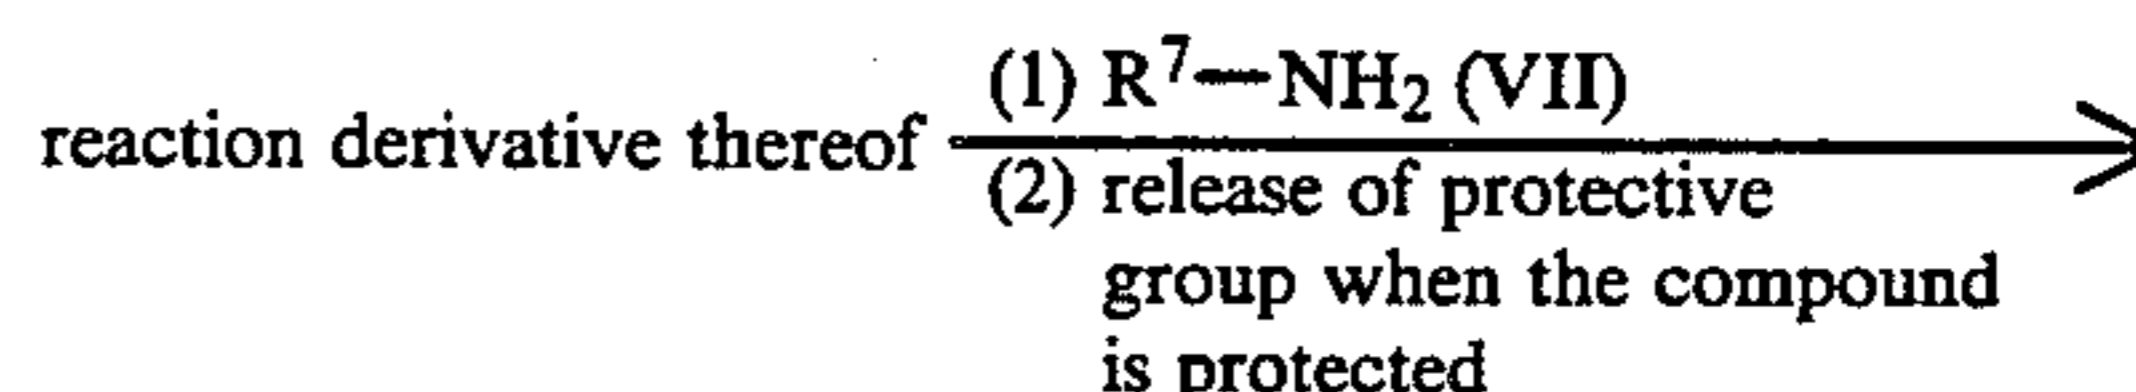 (1) R⁷—NH₂ (VII)
reaction derivative thereof
(2) release of protective
group when the compound
is protected